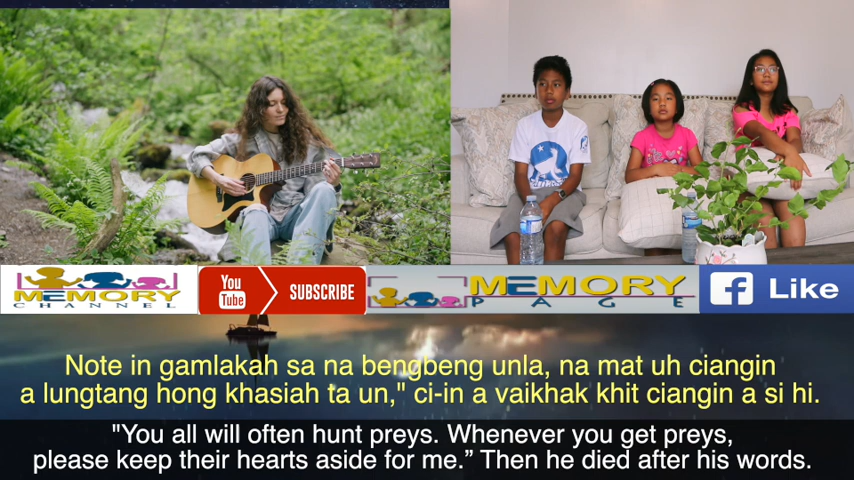 MEMORY
CHANNEL
You
Tube
SUBSCRIBE
MEMORY
PAGE
f Like
Note in gamlakah sa na bengbeng unla, na mat uh ciangin
a lungtang hong khasiah ta un," ci-in a vaikhak khit ciangin a si hi.
"You all will often hunt preys. Whenever you get preys,
please keep their hearts aside for me.” Then he died after his words.